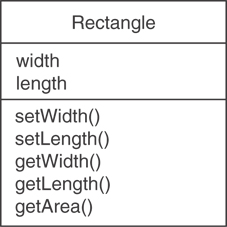 Rectangle
width
length
setWidth()
setLength()
getWidth()
getLength()
getArea()